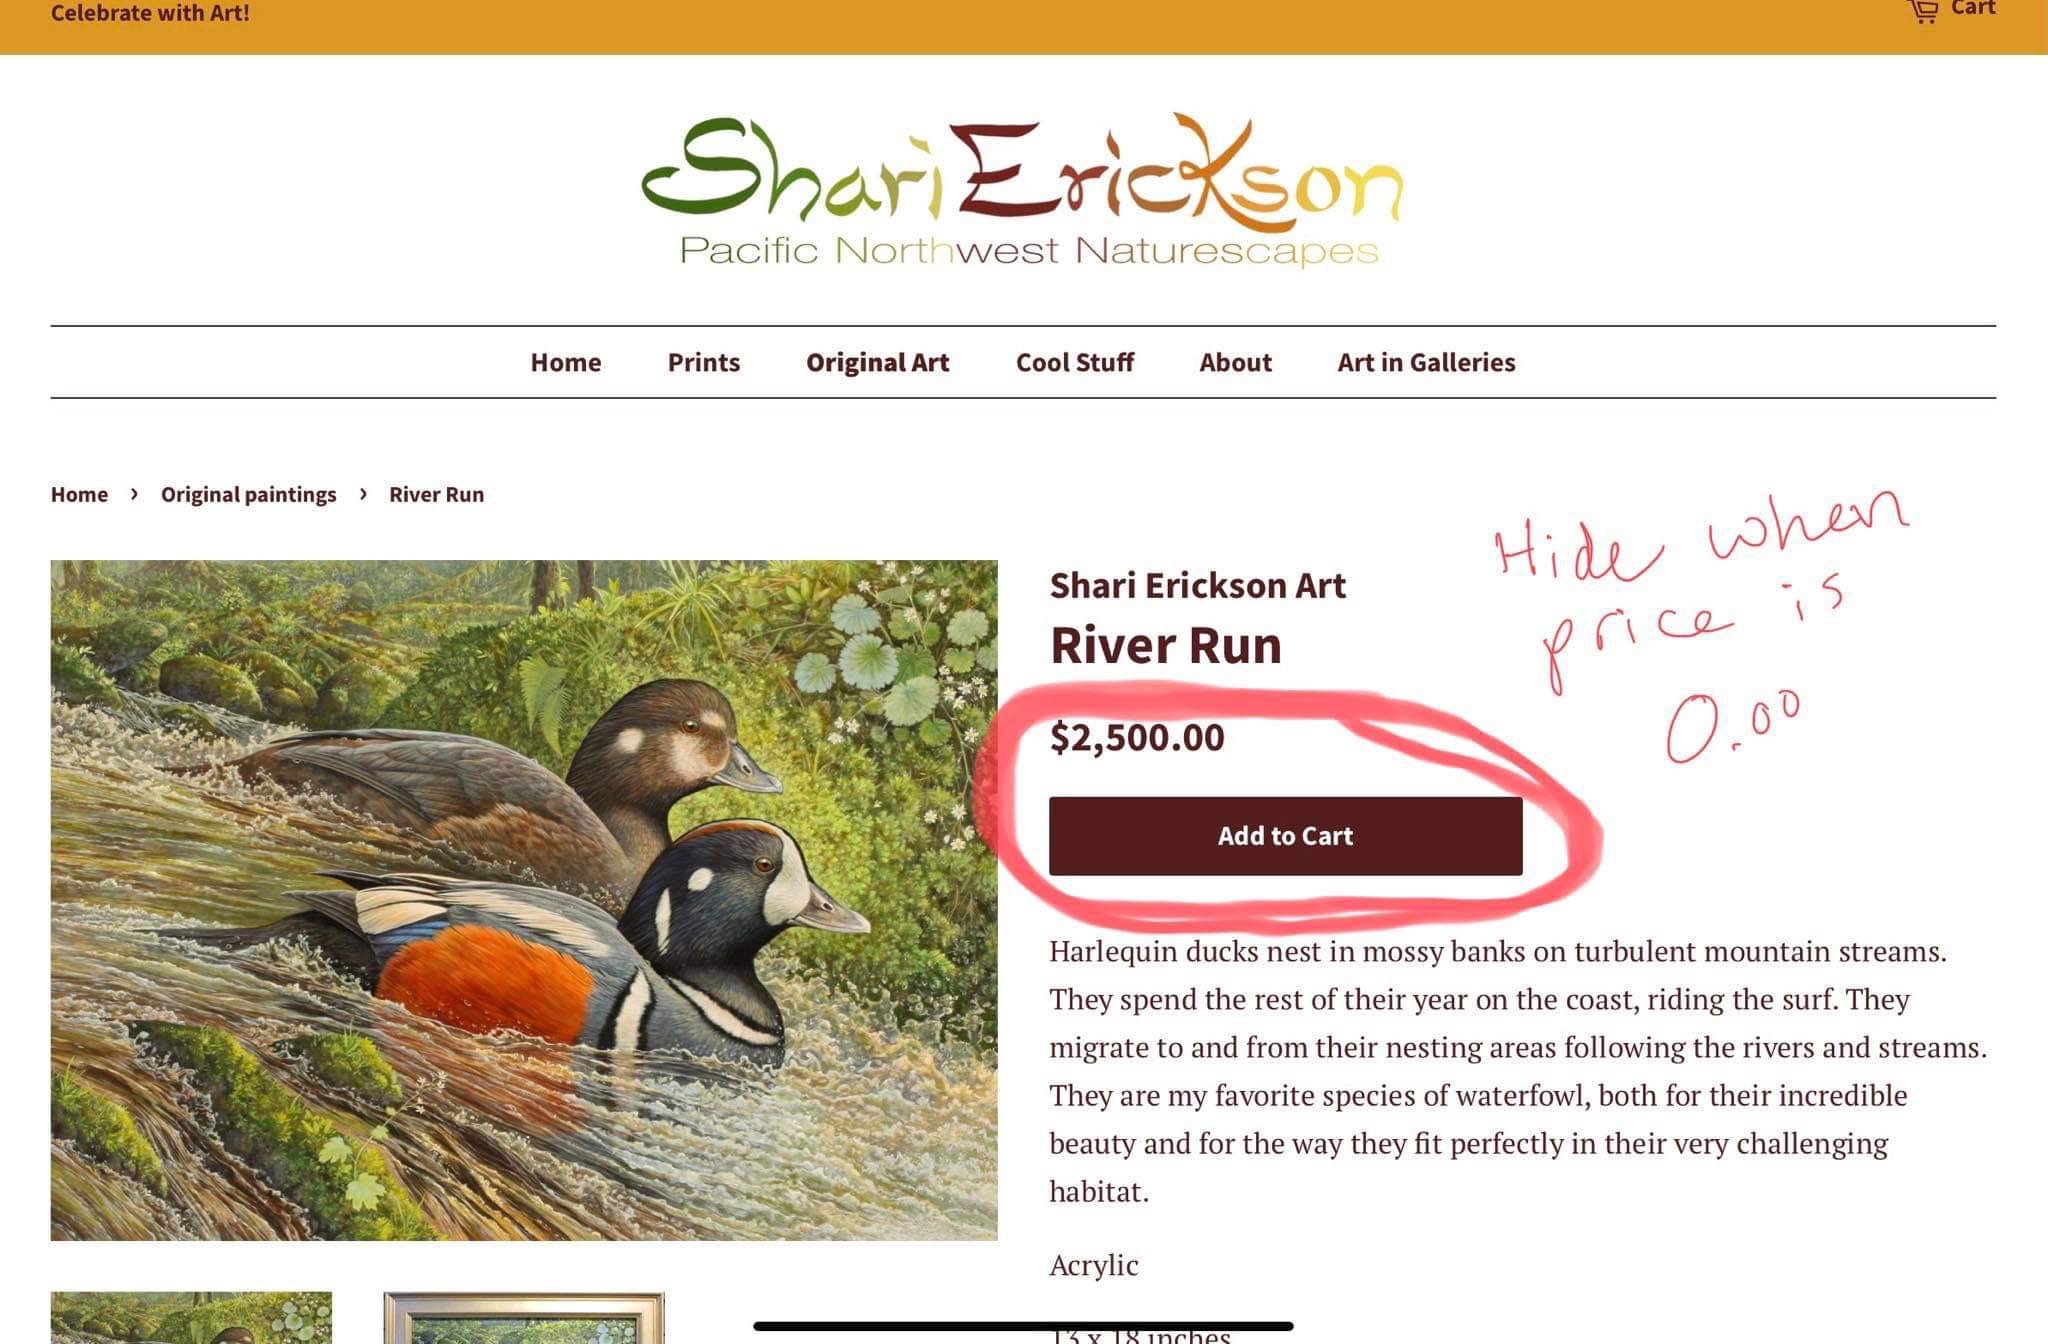 Celebrate with Art!
Cart
Shari Erickson
Pacific Northwest Naturescapes
Home Prints Original Art Cool Stuff About Art in Galleries
Home › Original paintings › River Run
Shari Erickson Art
River Run
$2,500.00
Add to Cart
Hide when
price is
0.00
Harlequin ducks nest in mossy banks on turbulent mountain streams.
They spend the rest of their year on the coast, riding the surf. They
migrate to and from their nesting areas following the rivers and streams.
They are my favorite species of waterfowl, both for their incredible
beauty and for the way they fit perfectly in their very challenging
habitat.
Acrylic
13 x 18 inches